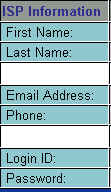 ISP Information
First Name:
Last Name:
Email Address:
Phone:
Login ID:
Password: